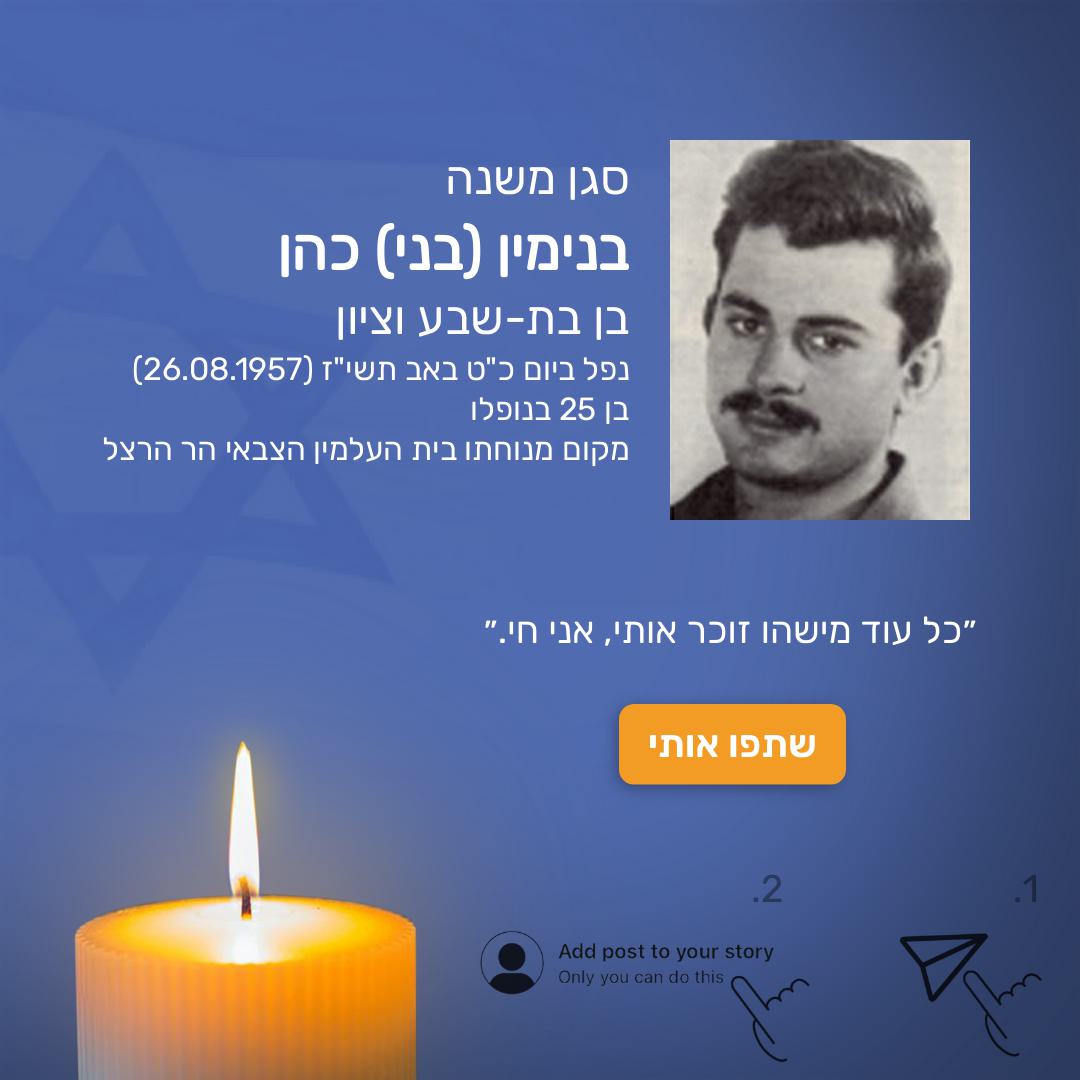 סגן משנה
בנימין (בני) כהן
בן בת-שבע וציון
נפל ביום כ"ט באב תשי"ז (26.08.1957)
בן 25 בנופלו
מקום מנוחתו בית העלמין הצבאי הר הרצל
״כל עוד מישהו זוכר אותי, אני חי.״
שתפו אותי
.1
.2
Add post to your story
Only you can do this